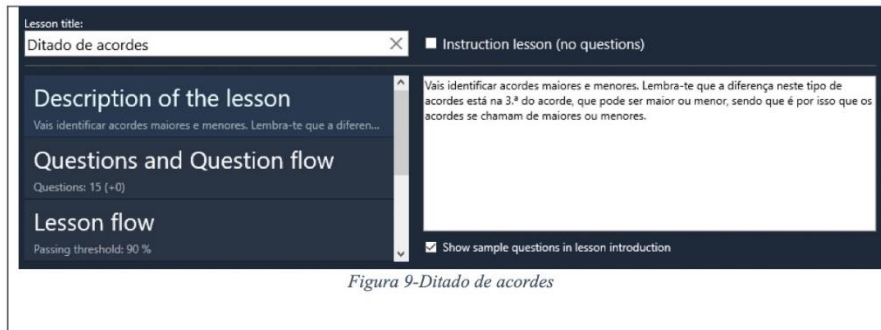 Lesson title:
Ditado de acordes
Instruction lesson (no questions)
Description of the lesson
Vais identificar acordes maiores e menores. Lembra-te que a diferen...
Questions and Question flow
Questions: 15 (+0)
Lesson flow
Passing threshold: 90 %
Vais identificar acordes maiores e menores. Lembra-te que a diferença neste tipo de
acordes está na 3.ª do acorde, que pode ser maior ou menor, sendo que é por isso que os
acordes se chamam de maiores ou menores.
Show sample questions in lesson introduction
Figura 9-Ditado de acordes